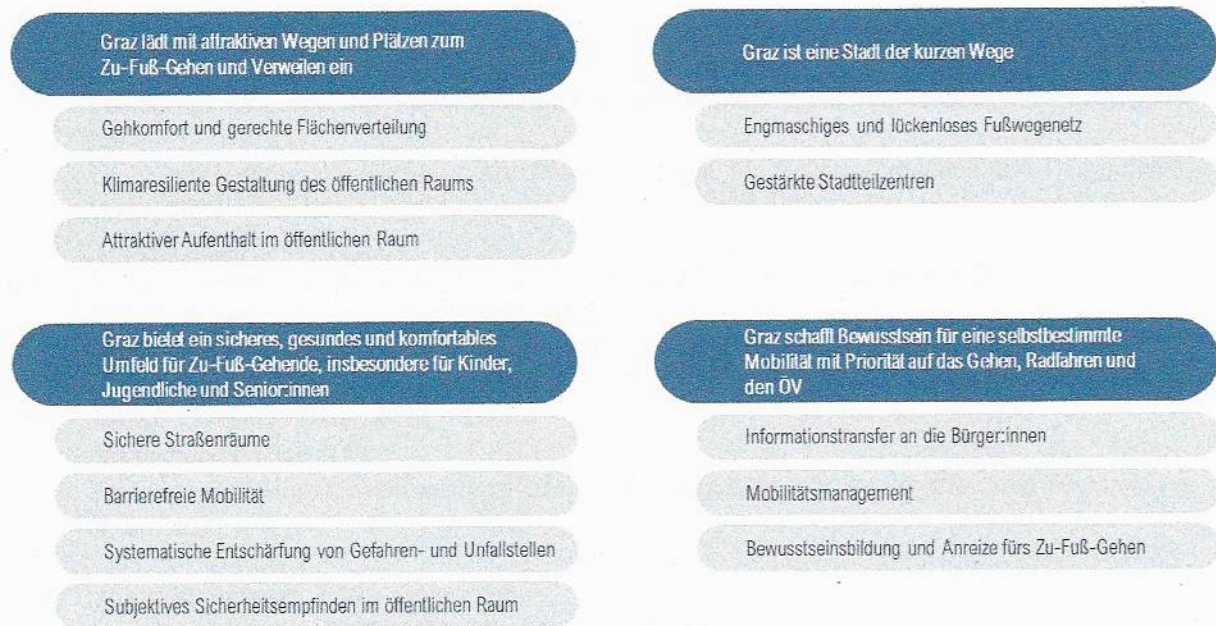 Graz lädt mit attraktiven Wegen und Plätzen zum
Zu-Fuß-Gehen und Verweilen ein
Gehkomfort und gerechte Flächenverteilung
Klimaresiliente Gestaltung des öffentlichen Raums
Attraktiver Aufenthalt im öffentlichen Raum
Graz ist eine Stadt der kurzen Wege
Engmaschiges und lückenloses Fußwegenetz
Gestärkte Stadtteilzentren
Graz bietet ein sicheres, gesundes und komfortables
Umfeld für Zu-Fuß-Gehende, insbesondere für Kinder,
Jugendliche und Senior:innen
Sichere Straßenräume
Barrierefreie Mobilität
Systematische Entschärfung von Gefahren- und Unfallstellen
Subjektives Sicherheitsempfinden im öffentlichen Raum
Graz schafft Bewusstsein für eine selbstbestimmte
Mobilität mit Priorität auf das Gehen, Radfahren und
den ÖV
Informationstransfer an die Bürger:innen
Mobilitätsmanagement
Bewusstseinsbildung und Anreize fürs Zu-Fuß-Gehen